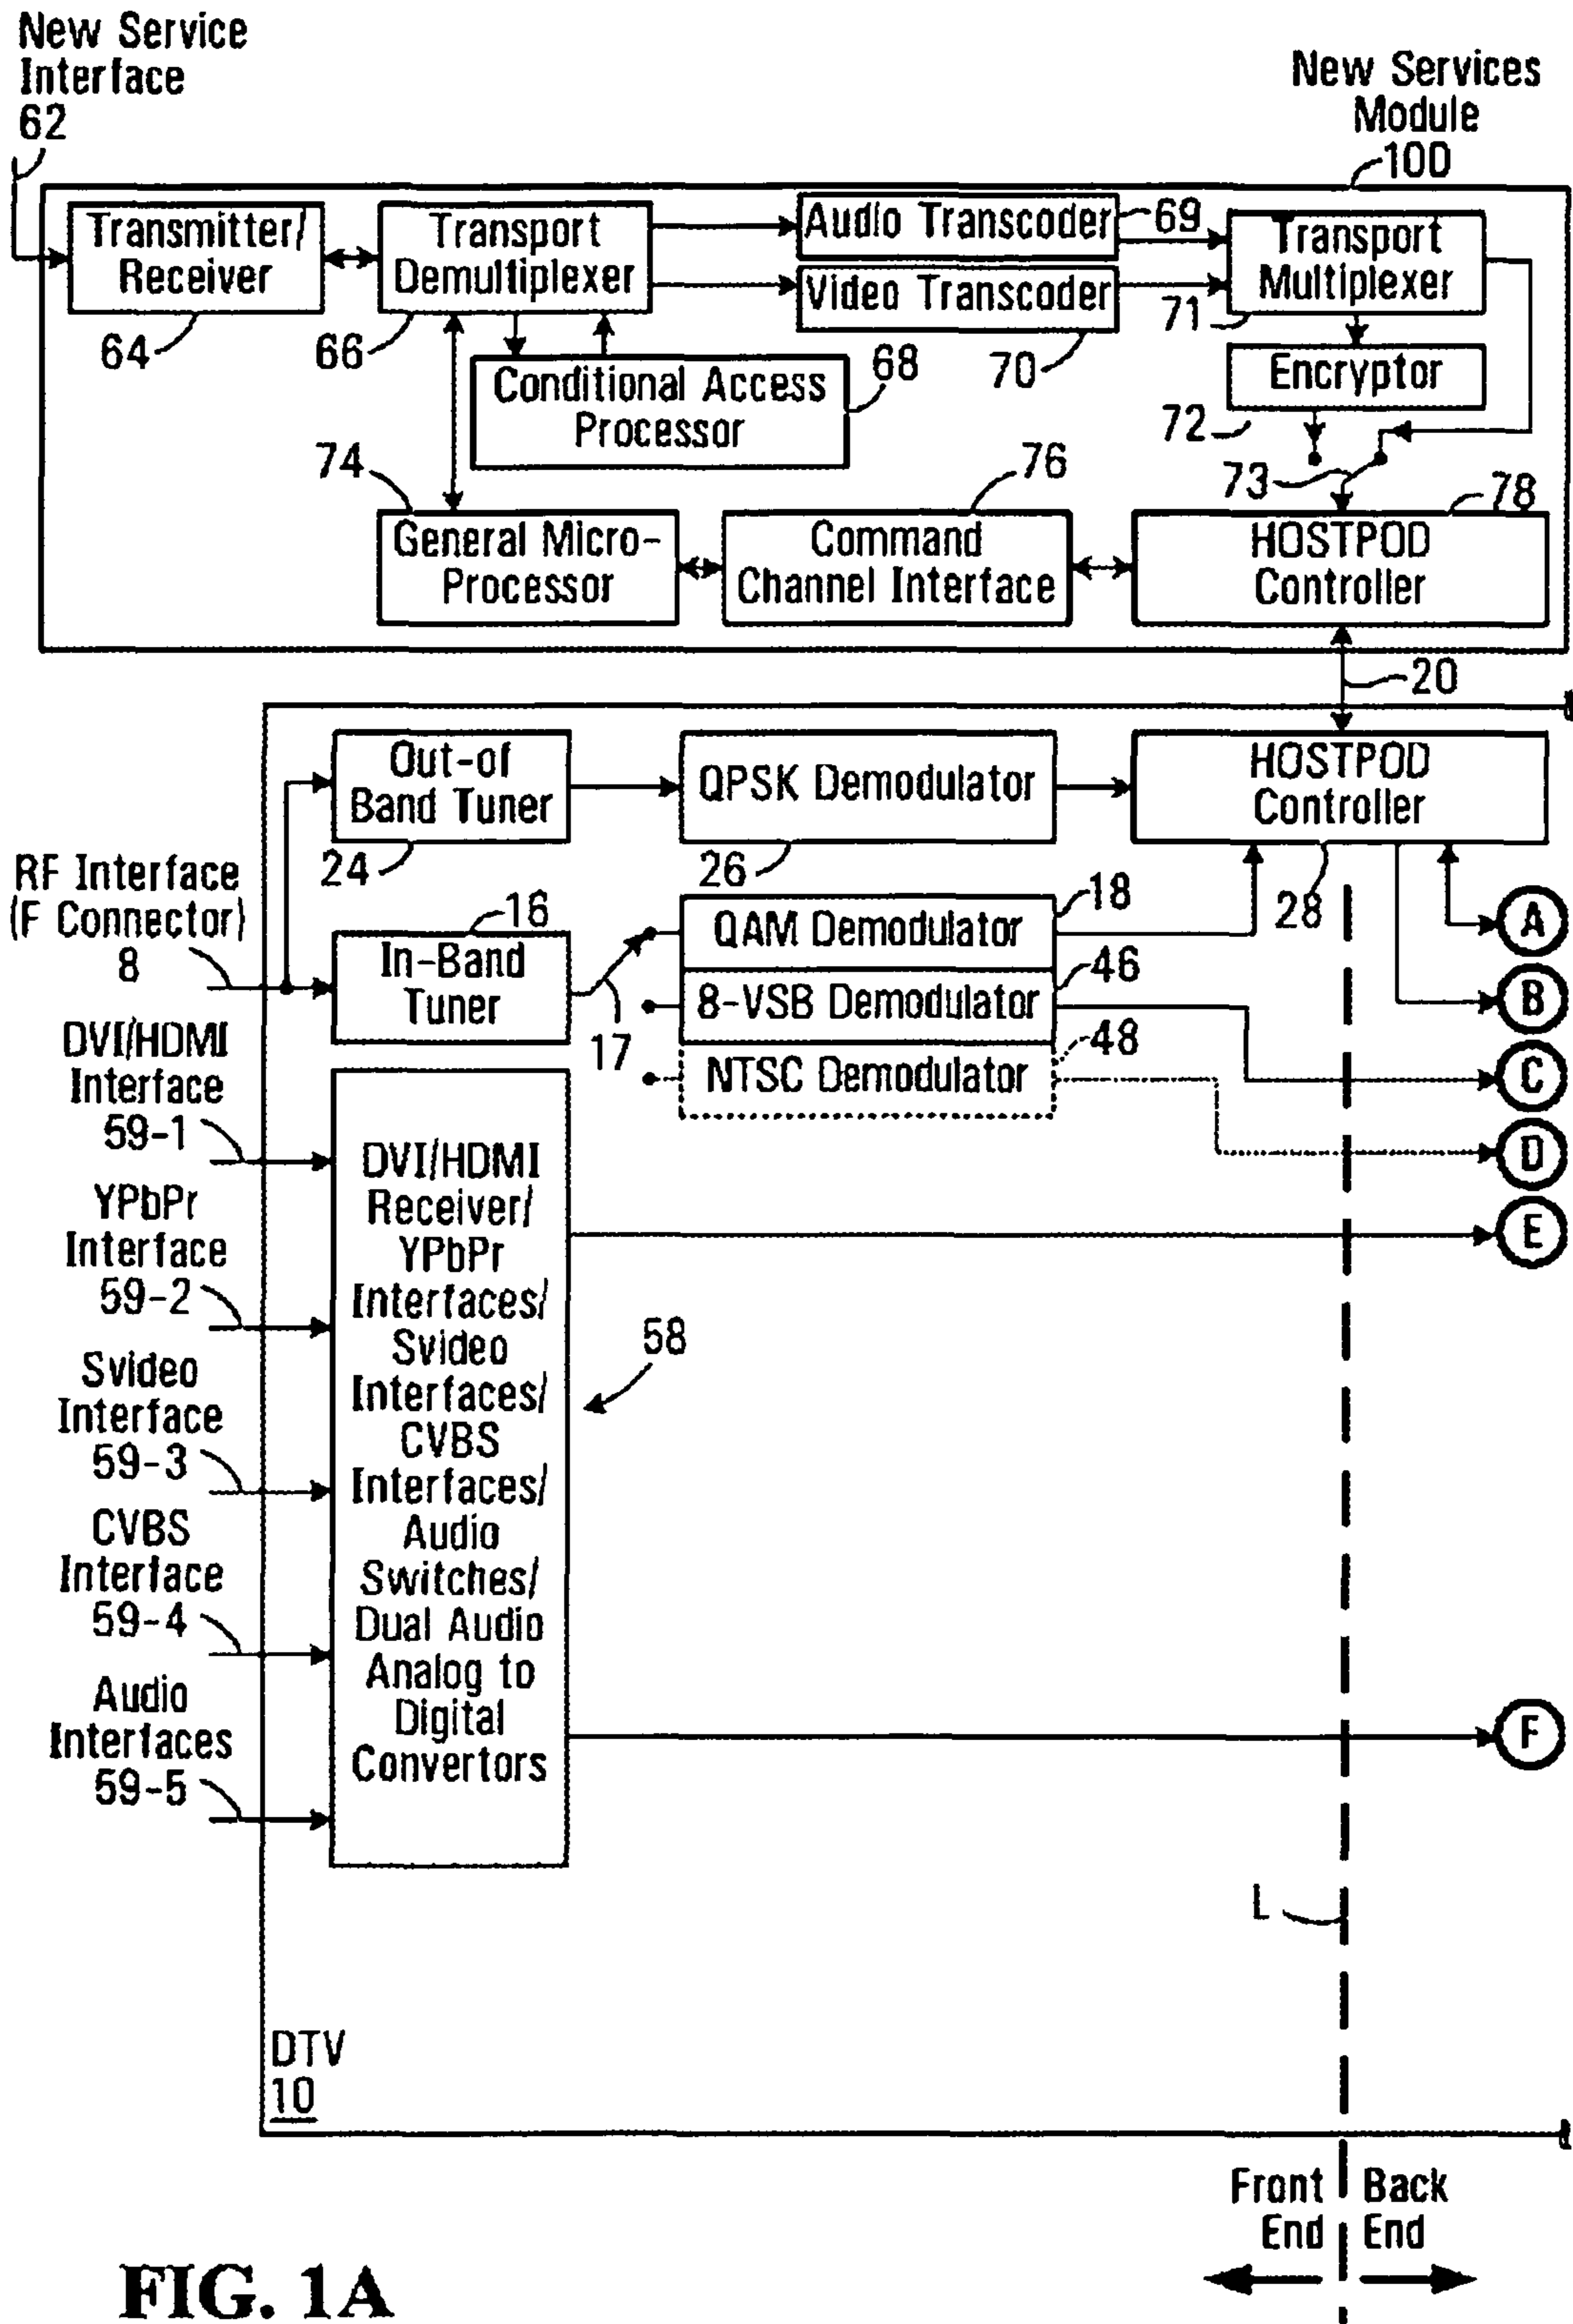 New Service
Interface
62
New Services
Module
100
Transmitter/
Receiver
64
Transport
Demultiplexer
66
Audio Transcoder
69
Video Transcoder
70
Transport
Multiplexer
71
Conditional Access
Processor
68
Encryptor
72
73
74
General Micro-
Processor
76
Command
Channel Interface
78
HOSTPOD
Controller
20
Out-of
Band Tuner
24
QPSK Demodulator
26
HOSTPOD
Controller
28
RF Interface
(F Connector)
8
16
In-Band
Tuner
17
QAM Demodulator
18
8-VSB Demodulator
46
NTSC Demodulator
48
A
B
C
D
E
F
DVI/HDMI
Interface
59-1
YPbPr
Interface
59-2
Svideo
Interface
59-3
CVBS
Interface
59-4
Audio
Interfaces
59-5
DVI/HDMI
Receiver/
YPbPr
Interfaces/
Svideo
Interfaces/
CVBS
Interfaces/
Audio
Switches/
Dual Audio
Analog to
Digital
Convertors
58
L
DTV
10
Front
End
Back
End
FIG. 1A